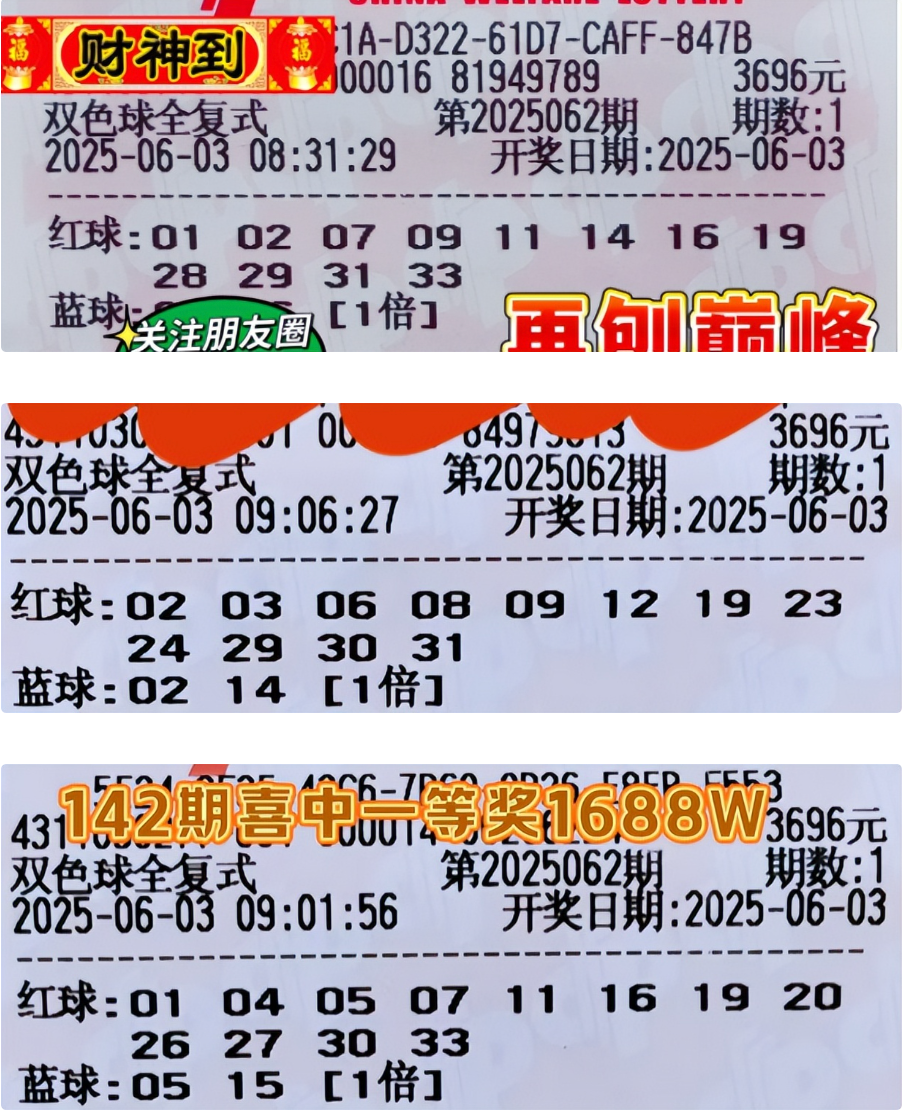 CHINA WELFARE LOTTERY
福 财神到 福
C1A-D322-61D7-CAFF-847B
000016 81949789 3696元
双色球全复式 第2025062期 期数:1
2025-06-03 08:31:29 开奖日期:2025-06-03
红球:01 02 07 09 11 14 16 19
28 29 31 33
蓝球: [1倍]
关注朋友圈
再创巅峰
3696元
双色球全复式 第2025062期 期数:1
2025-06-03 09:06:27 开奖日期:2025-06-03
红球:02 03 06 08 09 12 19 23
24 29 30 31
蓝球:02 14 [1倍]
142期喜中一等奖1688W
3696元
双色球全复式 第2025062期 期数:1
2025-06-03 09:01:56 开奖日期:2025-06-03
红球:01 04 05 07 11 16 19 20
26 27 30 33
蓝球:05 15 [1倍]